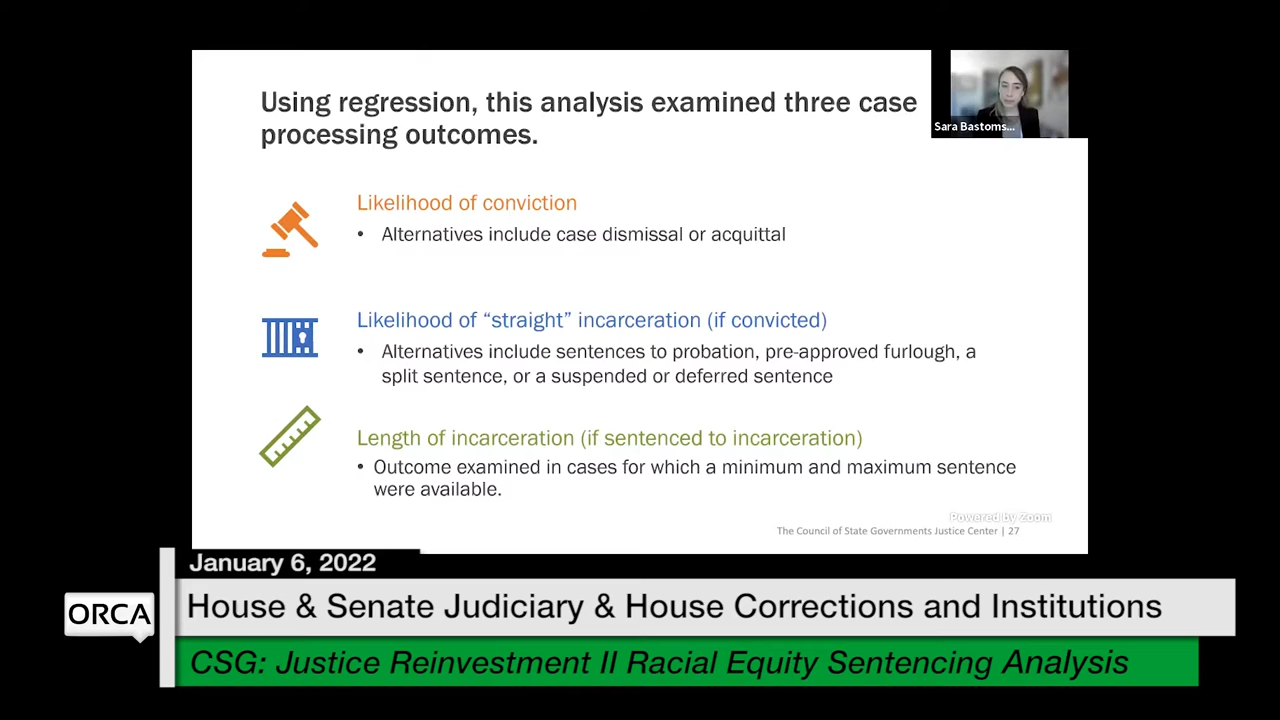 Using regression, this analysis examined three case
processing outcomes.
Sara Bastoms...
Likelihood of conviction
• Alternatives include case dismissal or acquittal
Likelihood of “straight” incarceration (if convicted)
• Alternatives include sentences to probation, pre-approved furlough, a
split sentence, or a suspended or deferred sentence
Length of incarceration (if sentenced to incarceration)
• Outcome examined in cases for which a minimum and maximum sentence
were available.
Powered by Zoom
The Council of State Governments Justice Center | 27
January 6, 2022
ORCA
House & Senate Judiciary & House Corrections and Institutions
CSG: Justice Reinvestment II Racial Equity Sentencing Analysis